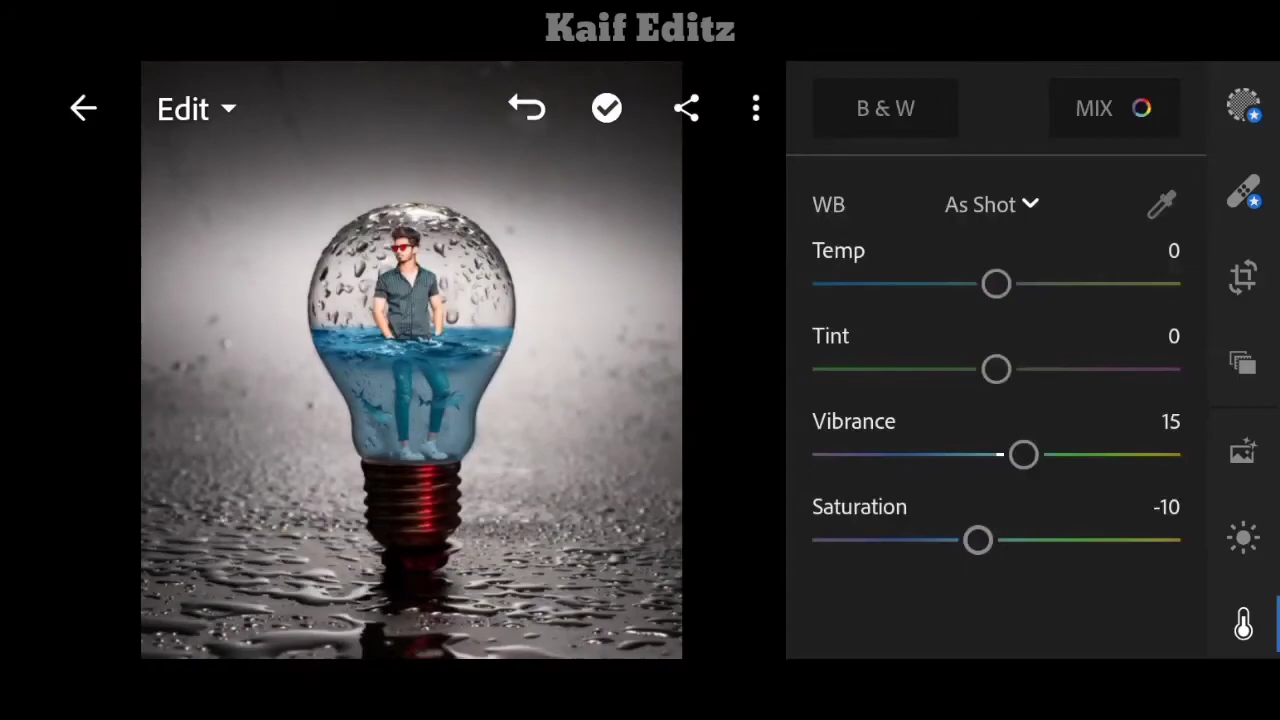 Kaif Editz
Edit
B & W
MIX
WB
As Shot
Temp
0
Tint
0
Vibrance
15
Saturation
-10